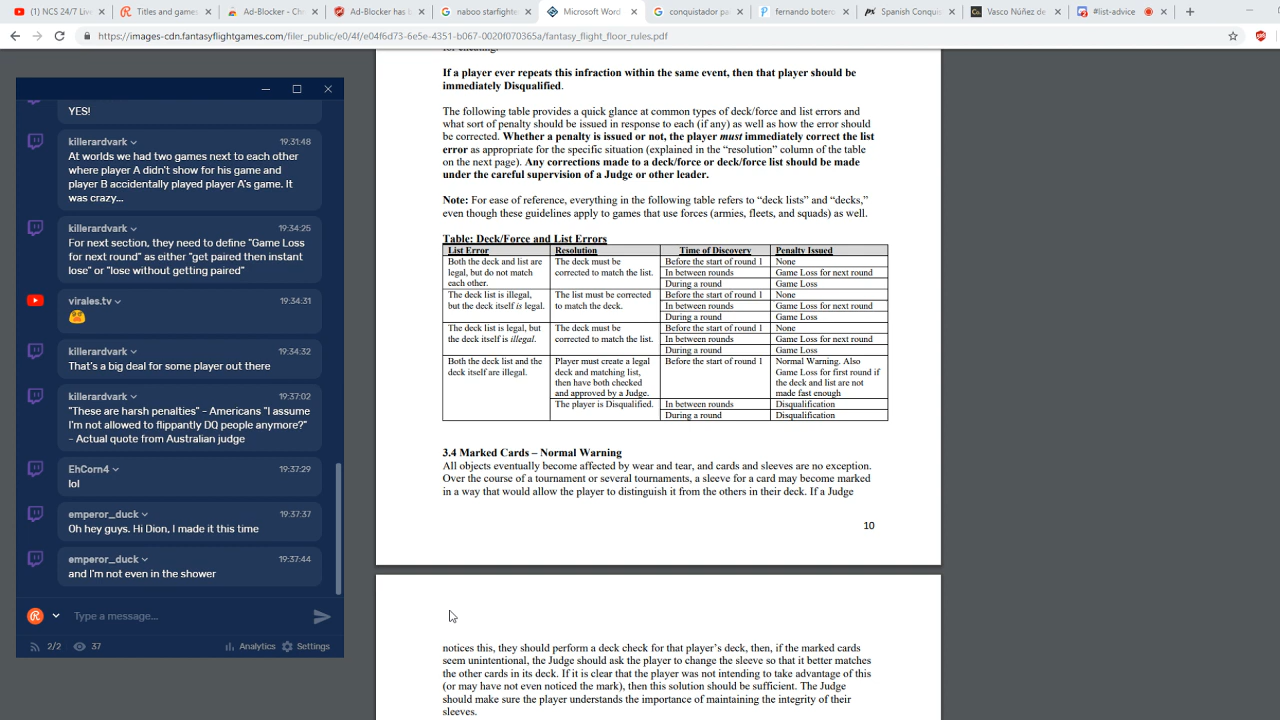 (1) NCS 24/7 L
Titles and games
Ad-Blocker - Chr
Ad-Blocker has b
naboo starfighte
Microsoft Word
conquistador pa
fernando botero
Spanish Conqui
Vasco Núñez de
#list-advice
https://images-cdn.fantasyflightgames.com/filer_public/e0/4f/e04f6d73-6e5e-4351-b067-0020f070365a/fantasy_flight_floor_rules.pdf
YES!
killerardvark 19:31:48
At worlds we had two games next to each other
where player A didn't show for his game and
player B accidentally played player A's game. It
was crazy...
killerardvark 19:34:25
For next section, they need to define "Game Loss
for next round" as either "get paired then instant
lose" or "lose without getting paired"
virales.tv 19:34:31
killerardvark 19:34:32
That's a big deal for some player out there
killerardvark 19:37:02
"These are harsh penalties" - Americans "I assume
I'm not allowed to flippantly DQ people anymore?"
- Actual quote from Australian judge
EhCorn4 19:37:29
lol
emperor_duck 19:37:37
Oh hey guys. Hi Dion, I made it this time
emperor_duck 19:37:44
and I'm not even in the shower
Type a message...
2/2 37 Analytics Settings
for cheating.
If a player ever repeats this infraction within the same event, then that player should be
immediately Disqualified.
The following table provides a quick glance at common types of deck/force and list errors and
what sort of penalty should be issued in response to each (if any) as well as how the error should
be corrected. Whether a penalty is issued or not, the player must immediately correct the list
error as appropriate for the specific situation (explained in the “resolution” column of the table
on the next page). Any corrections made to a deck/force or deck/force list should be made
under the careful supervision of a Judge or other leader.
Note: For ease of reference, everything in the following table refers to “deck lists” and “decks,”
even though these guidelines apply to games that use forces (armies, fleets, and squads) as well.
Table: Deck/Force and List Errors
List Error Resolution Time of Discovery Penalty Issued
Both the deck and list are The deck must be Before the start of round 1 None
legal, but do not match corrected to match the list. In between rounds Game Loss for next round
each other. During a round Game Loss
The deck list is illegal, The list must be corrected Before the start of round 1 None
but the deck itself is legal. to match the deck. In between rounds Game Loss for next round
During a round Game Loss
The deck list is legal, but The deck must be Before the start of round 1 None
the deck itself is illegal. corrected to match the list. In between rounds Game Loss for next round
During a round Game Loss
Both the deck list and the Player must create a legal Before the start of round 1 Normal Warning. Also
deck itself are illegal. deck and matching list, Game Loss for first round if
then have both checked the deck and list are not
and approved by a Judge. made fast enough
The player is Disqualified. In between rounds Disqualification
During a round Disqualification
3.4 Marked Cards – Normal Warning
All objects eventually become affected by wear and tear, and cards and sleeves are no exception.
Over the course of a tournament or several tournaments, a sleeve for a card may become marked
in a way that would allow the player to distinguish it from the others in their deck. If a Judge
10
notices this, they should perform a deck check for that player’s deck, then, if the marked cards
seem unintentional, the Judge should ask the player to change the sleeve so that it better matches
the other cards in its deck. If it is clear that the player was not intending to take advantage of this
(or may have not even noticed the mark), then this solution should be sufficient. The Judge
should make sure the player understands the importance of maintaining the integrity of their
sleeves.